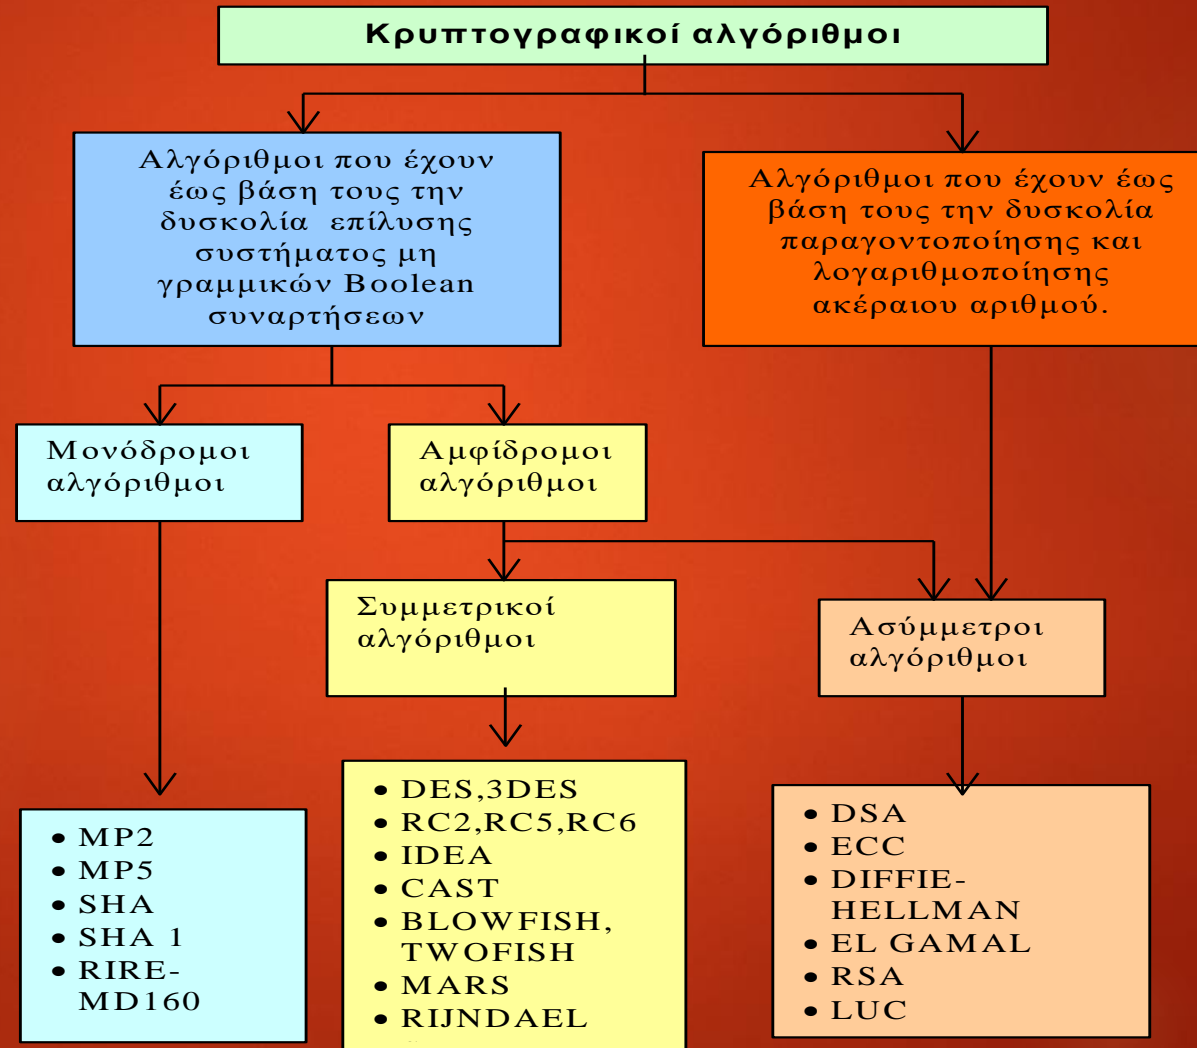 Κρυπτογραφικοί αλγόριθμοι
Αλγόριθμοι που έχουν
έως βάση τους την
δυσκολία επίλυσης
συστήματος μη
γραμμικών Boolean
συναρτήσεων
Αλγόριθμοι που έχουν έως
βάση τους την δυσκολία
παραγοντοποίησης και
λογαριθμοποίησης
ακέραιου αριθμού.
Μονόδρομοι
αλγόριθμοι
Αμφίδρομοι
αλγόριθμοι
Συμμετρικοί
αλγόριθμοι
Ασύμμετροι
αλγόριθμοι
• MP2
• MP5
• SHA
• SHA 1
• RIRE-
MD160
• DES,3DES
• RC2,RC5,RC6
• IDEA
• CAST
• BLOWFISH,
TWOFISH
• MARS
• RIJNDAEL
• DSA
• ECC
• DIFFIE-
HELLMAN
• EL GAMAL
• RSA
• LUC